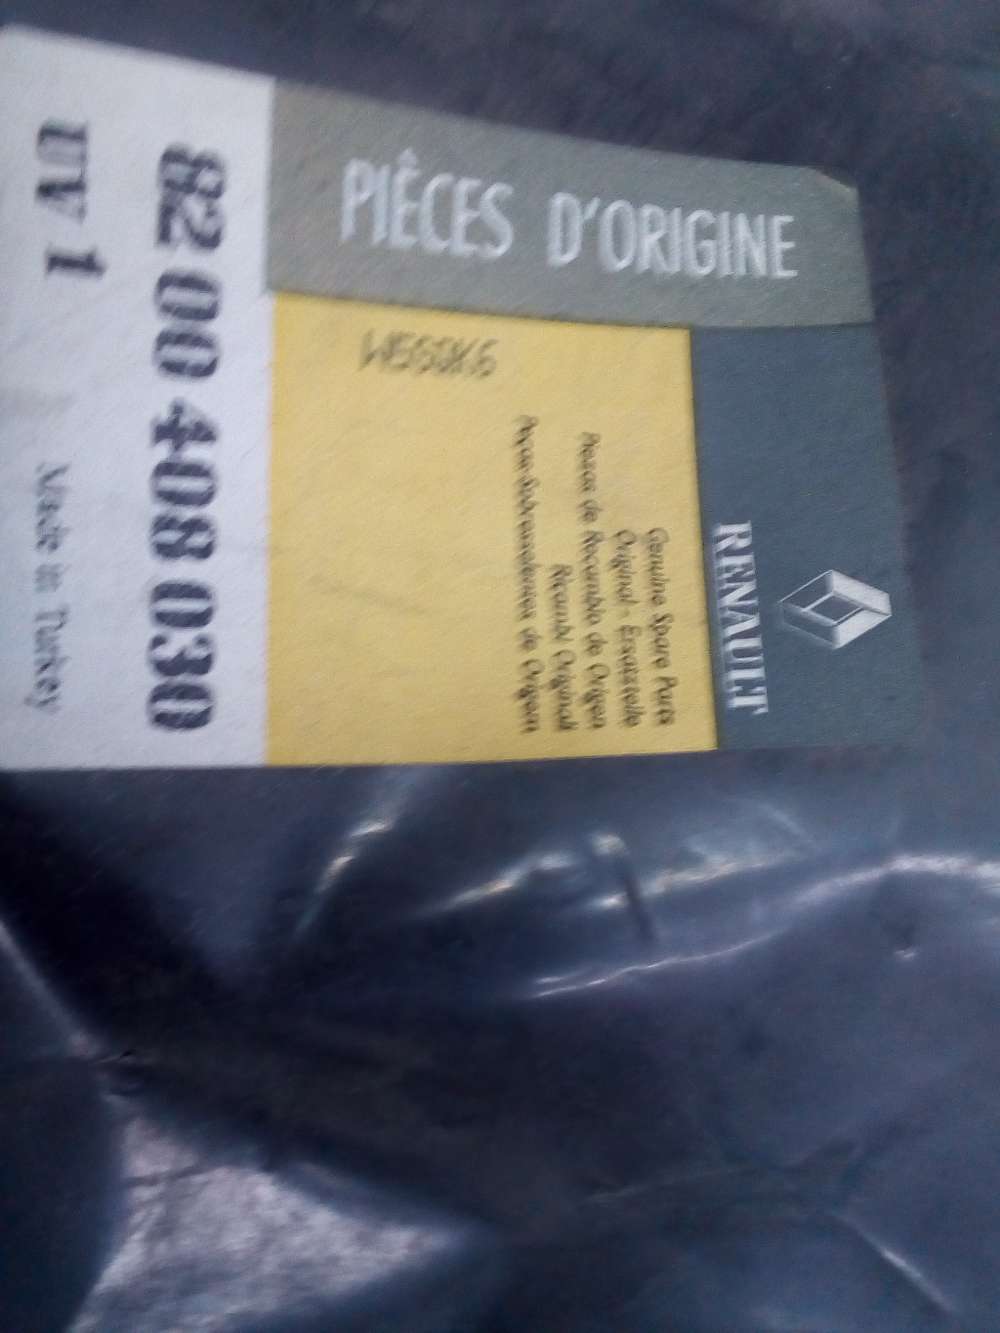 PIÈCES D'ORIGINE
RENAULT
Genuine Spare Parts
Original - Ersatzteile
Piezas de Recambio de Origen
Ricambi Originali
Peças Sobresselentes de Origem
82 00 408 030
UV 1
Made in Turkey